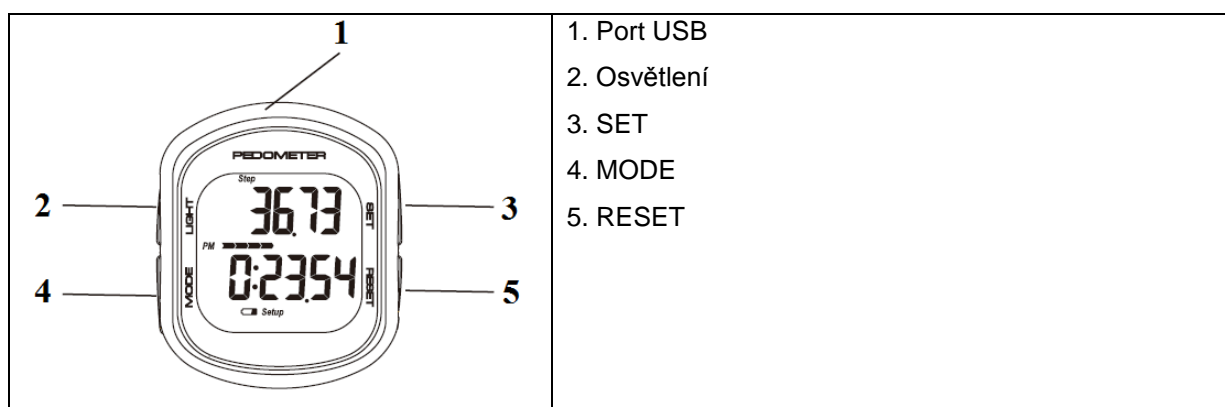 1
PEDOMETER
Step
36.73
2
LIGHT
SET
3
PM
0:23.54
4
MODE
RESET
5
Setup
1. Port USB
2. Osvětlení
3. SET
4. MODE
5. RESET